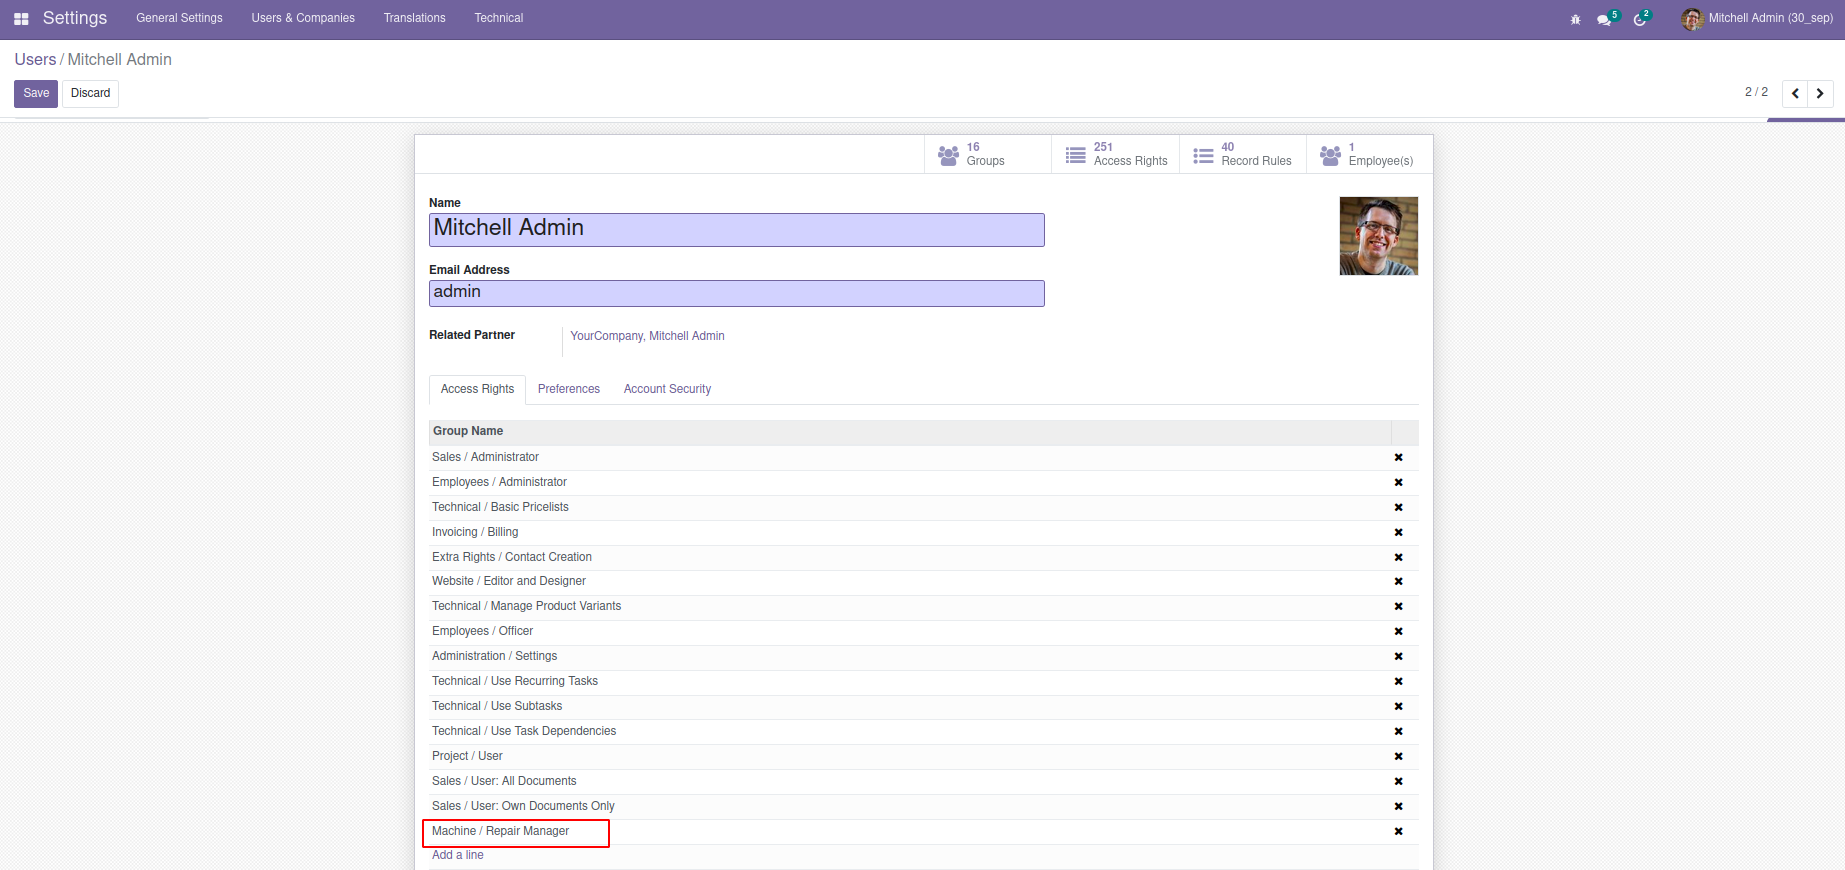 Settings General Settings Users & Companies Translations Technical 5 2 Mitchell Admin (30_sep)
Users / Mitchell Admin
Save Discard 2 / 2
16 251 40 1
Groups Access Rights Record Rules Employee(s)
Name
Mitchell Admin
Email Address
admin
Related Partner YourCompany, Mitchell Admin
Access Rights Preferences Account Security
Group Name
Sales / Administrator
Employees / Administrator
Technical / Basic Pricelists
Invoicing / Billing
Extra Rights / Contact Creation
Website / Editor and Designer
Technical / Manage Product Variants
Employees / Officer
Administration / Settings
Technical / Use Recurring Tasks
Technical / Use Subtasks
Technical / Use Task Dependencies
Project / User
Sales / User: All Documents
Sales / User: Own Documents Only
Machine / Repair Manager
Add a line